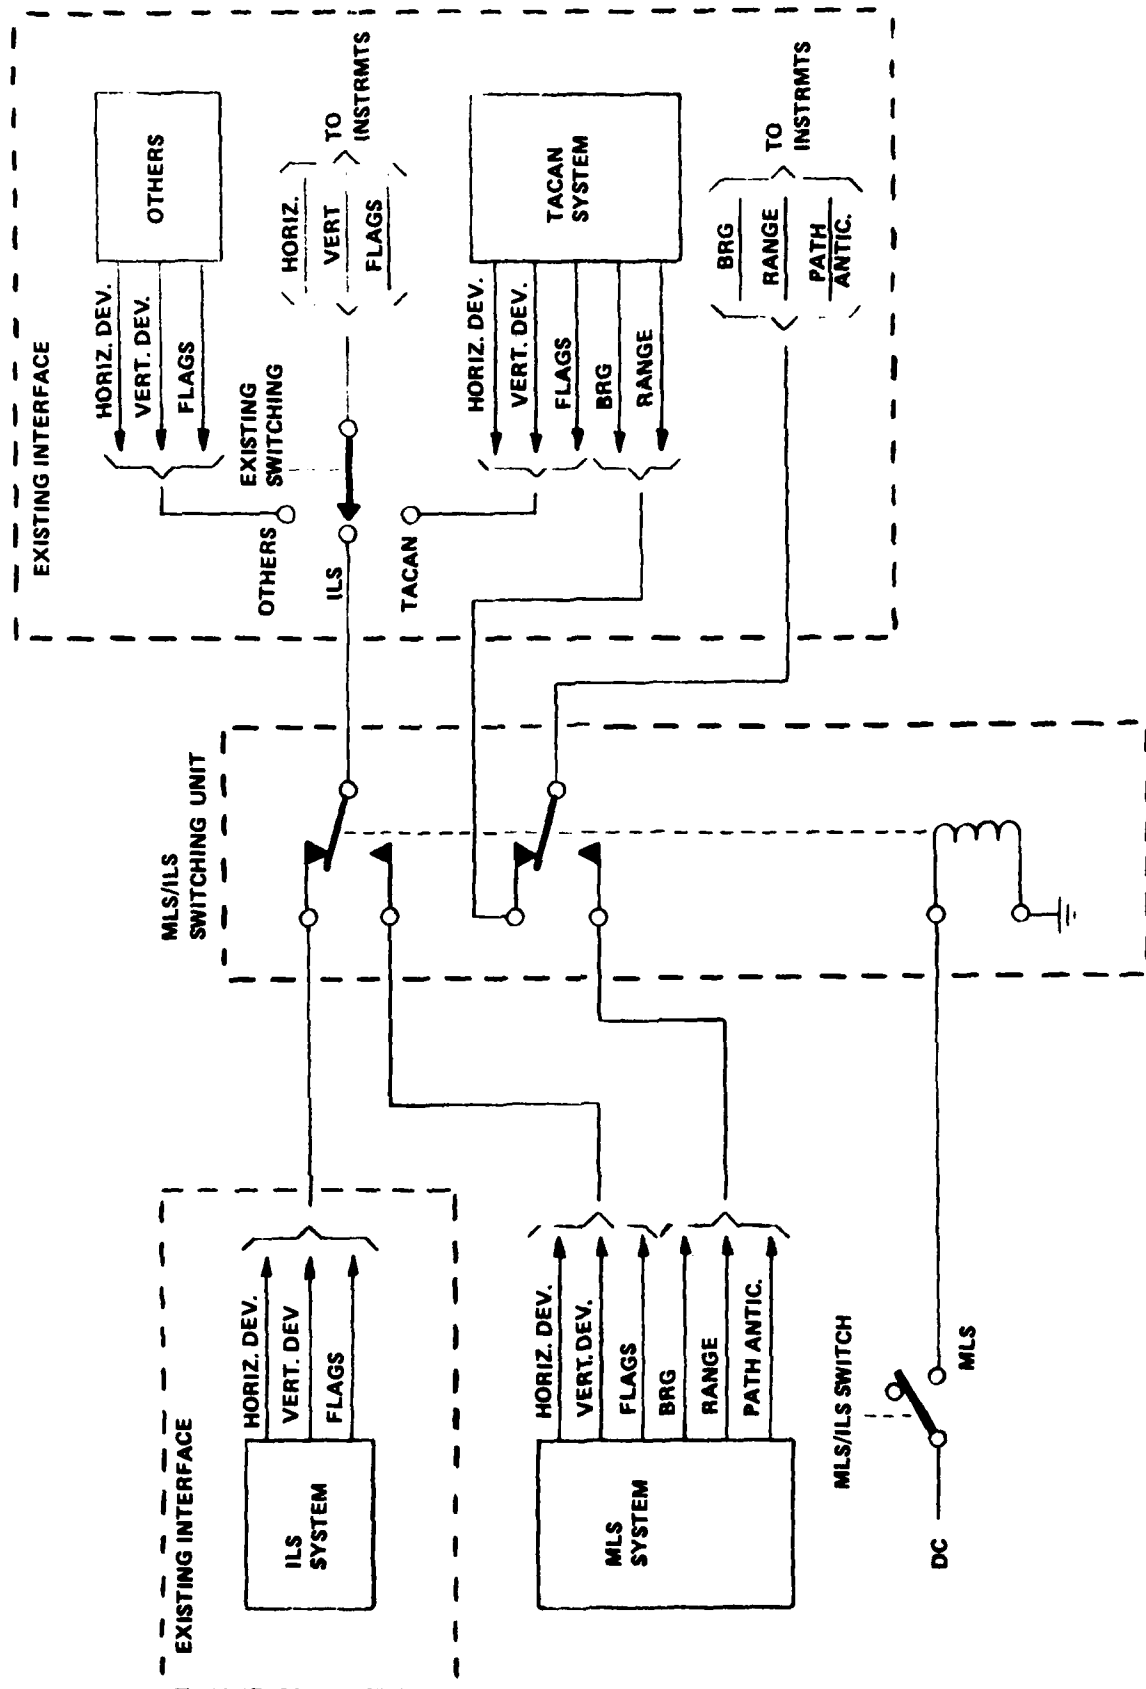 EXISTING INTERFACE
ILS
SYSTEM
HORIZ. DEV.
VERT. DEV
FLAGS
MLS
SYSTEM
HORIZ. DEV.
VERT. DEV.
FLAGS
BRG
RANGE
PATH ANTIC.
MLS/ILS SWITCH
DC
MLS
MLS/ILS
SWITCHING UNIT
EXISTING INTERFACE
OTHERS
HORIZ. DEV.
VERT. DEV.
FLAGS
EXISTING
SWITCHING
OTHERS
ILS
TACAN
HORIZ.
VERT
FLAGS
TO
INSTRMTS
TACAN
SYSTEM
HORIZ. DEV.
VERT. DEV.
FLAGS
BRG
RANGE
BRG
RANGE
PATH
ANTIC.
TO
INSTRMTS